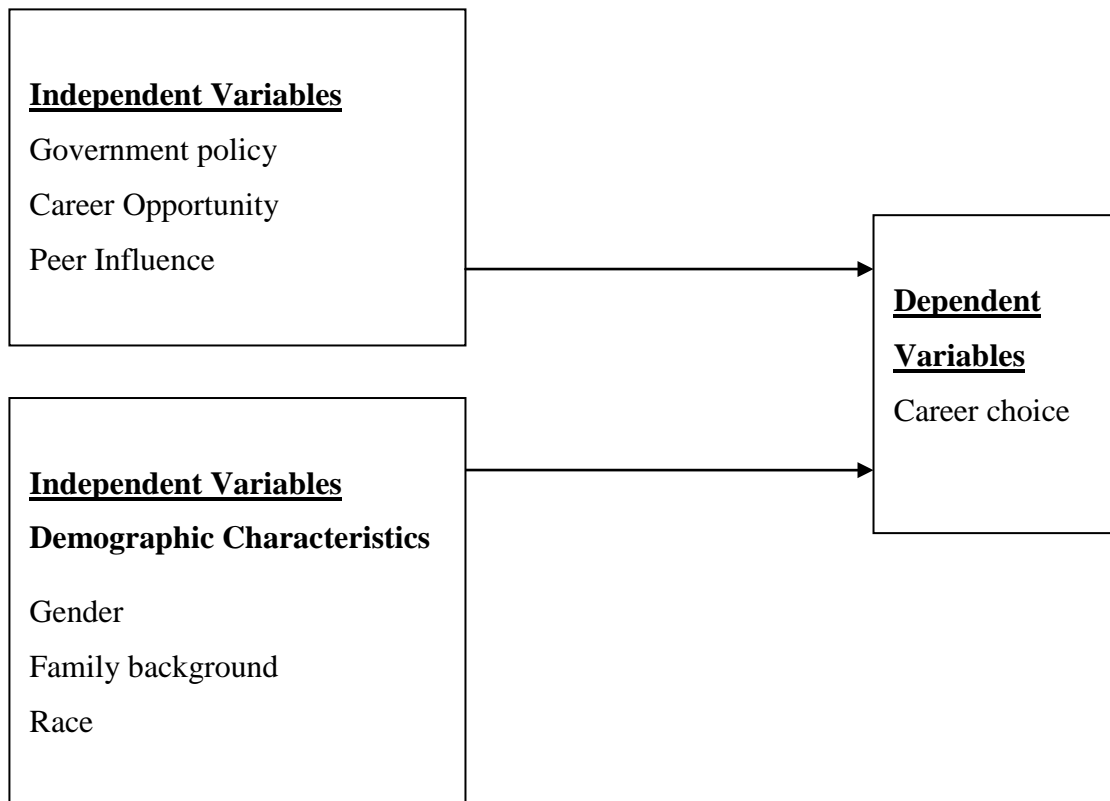 Independent Variables
Government policy
Career Opportunity
Peer Influence
Dependent
Variables
Career choice
Independent Variables
Demographic Characteristics
Gender
Family background
Race